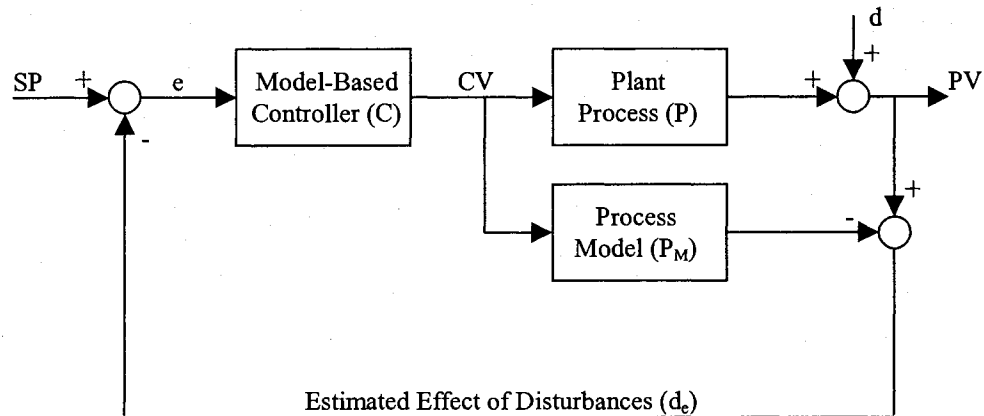 d
+
SP
+
e
Model-Based
Controller (C)
CV
Plant
Process (P)
+
PV
-
+
Process
Model (PM)
-
Estimated Effect of Disturbances (de)